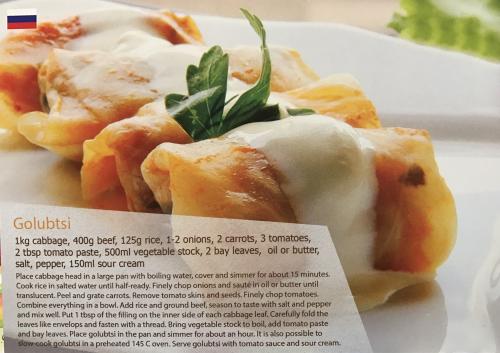 Golubtsi
1kg cabbage, 400g beef, 125g rice, 1-2 onions, 2 carrots, 3 tomatoes,
2 tbsp tomato paste, 500ml vegetable stock, 2 bay leaves, oil or butter,
salt, pepper, 150ml sour cream
Place cabbage head in a large pan with boiling water, cover and simmer for about 15 minutes.
Cook rice in salted water until half-ready. Finely chop onions and sauté in oil or butter until
translucent. Peel and grate carrots. Remove tomato skins and seeds. Finely chop tomatoes.
Combine everything in a bowl. Add rice and ground beef, season to taste with salt and pepper
and mix well. Put 1 tbsp of the filling on the inner side of each cabbage leaf. Carefully fold the
leaves like envelops and fasten with a thread. Bring vegetable stock to boil, add tomato paste
and bay leaves. Place golubtsi in the pan and simmer for about an hour. It is also possible to
slow-cook golubtsi in a preheated 145 C oven. Serve golubtsi with tomato sauce and sour cream.